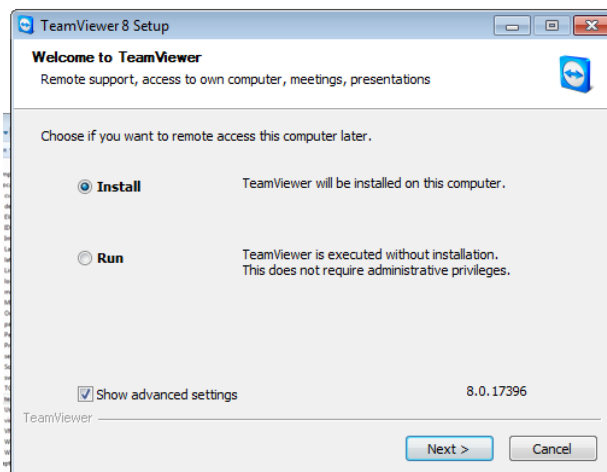 TeamViewer 8 Setup
Welcome to TeamViewer
Remote support, access to own computer, meetings, presentations
Choose if you want to remote access this computer later.
Install TeamViewer will be installed on this computer.
Run TeamViewer is executed without installation.
This does not require administrative privileges.
Show advanced settings 8.0.17396
TeamViewer
Next > Cancel